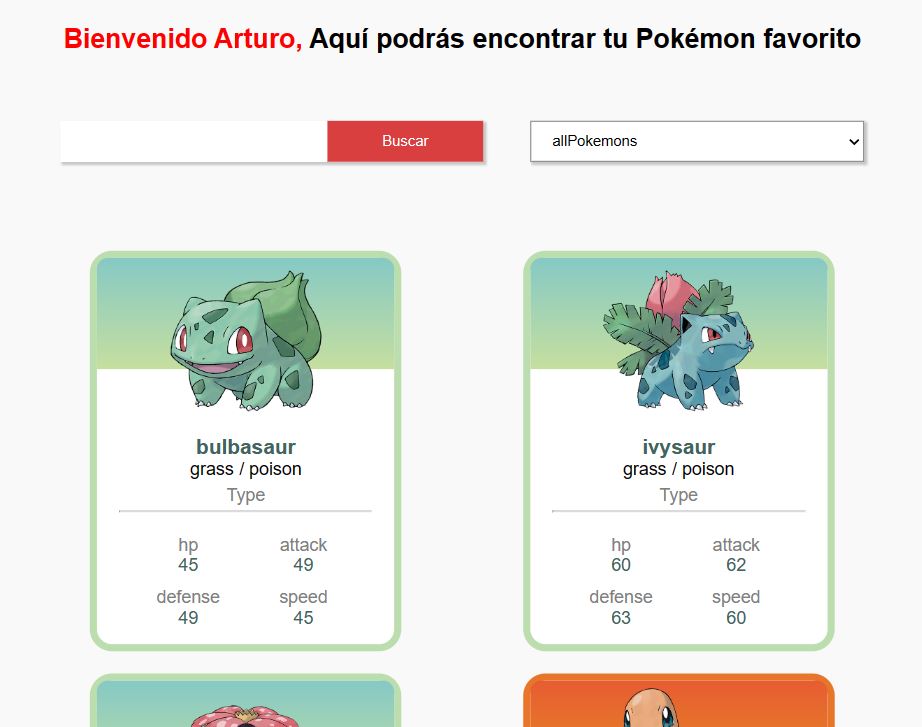 Bienvenido Arturo, Aquí podrás encontrar tu Pokémon favorito
Buscar
allPokemons
bulbasaur
grass / poison
Type
hp
attack
45
49
defense
speed
49
45
ivysaur
grass / poison
Type
hp
attack
60
62
defense
speed
63
60